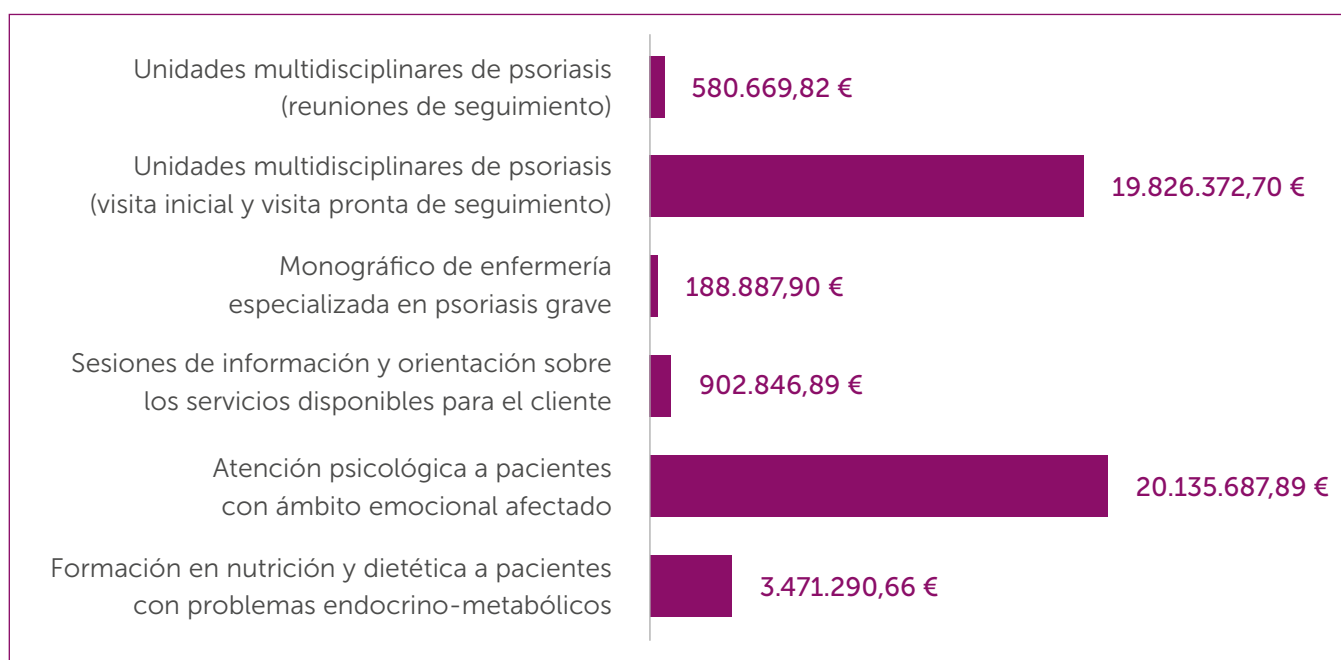 Unidades multidisciplinares de psoriasis
(reuniones de seguimiento)
580.669,82 €
Unidades multidisciplinares de psoriasis
(visita inicial y visita pronta de seguimiento)
19.826.372,70 €
Monográfico de enfermería
especializada en psoriasis grave
188.887,90 €
Sesiones de información y orientación sobre
los servicios disponibles para el cliente
902.846,89 €
Atención psicológica a pacientes
con ámbito emocional afectado
20.135.687,89 €
Formación en nutrición y dietética a pacientes
con problemas endocrino-metabólicos
3.471.290,66 €